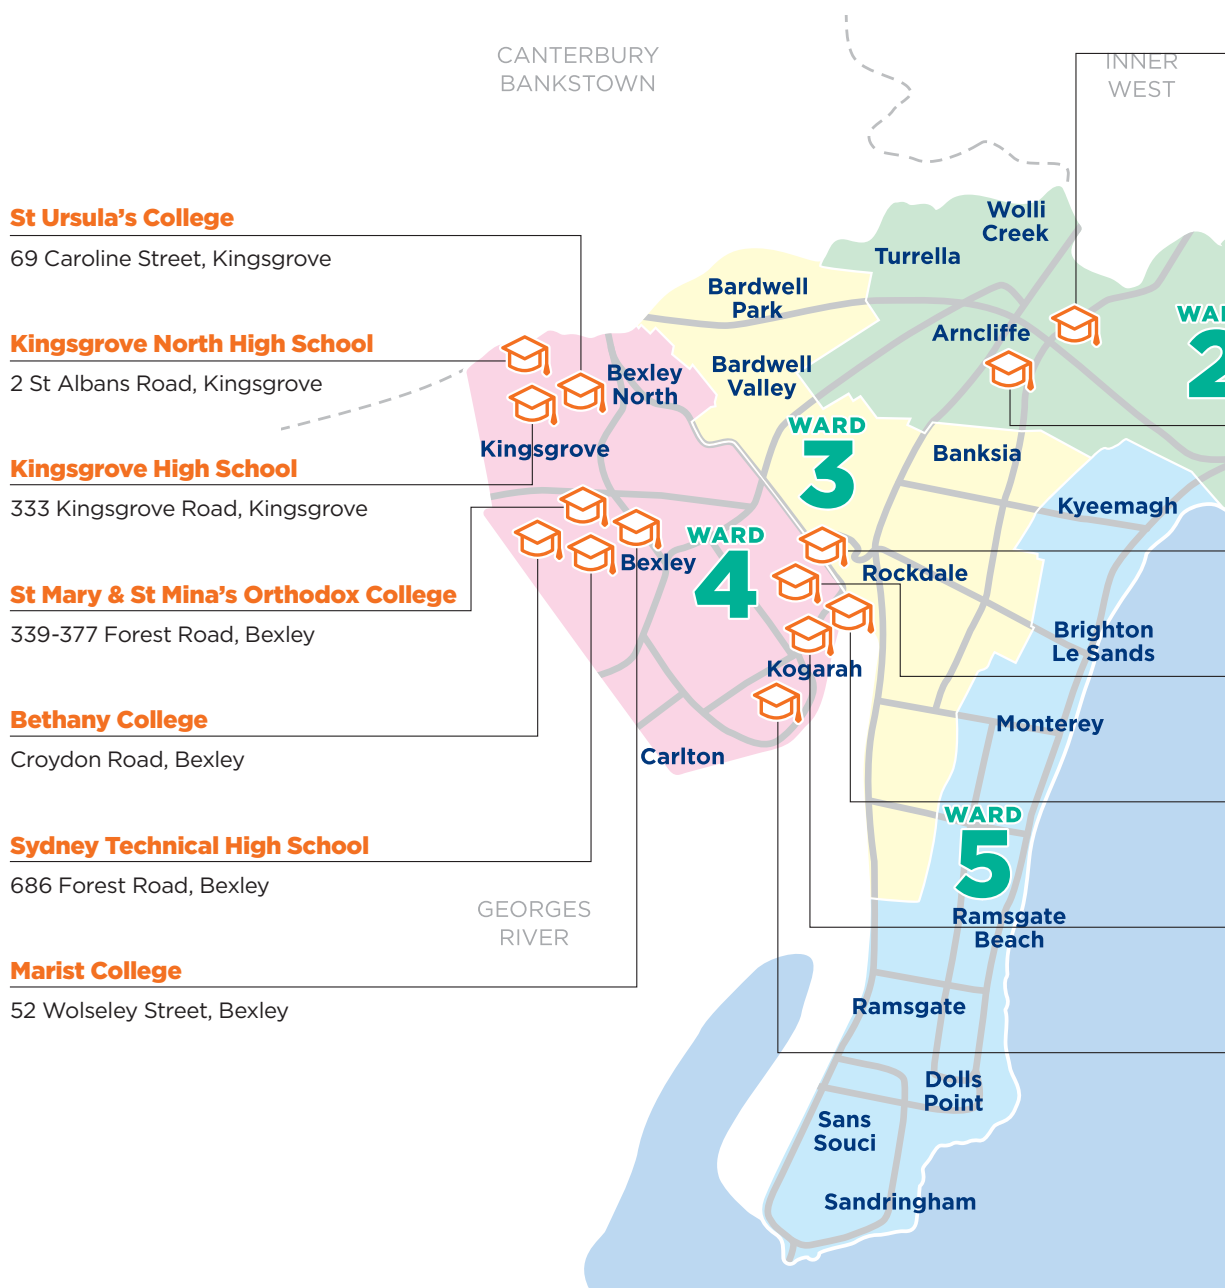 CANTERBURY
BANKSTOWN
INNER
WEST
St Ursula's College
69 Caroline Street, Kingsgrove
Kingsgrove North High School
2 St Albans Road, Kingsgrove
Kingsgrove High School
333 Kingsgrove Road, Kingsgrove
St Mary & St Mina's Orthodox College
339-377 Forest Road, Bexley
Bethany College
Croydon Road, Bexley
Sydney Technical High School
686 Forest Road, Bexley
Marist College
52 Wolseley Street, Bexley
Wolli
Creek
Turrella
Bardwell
Park
Arncliffe
WAR
2
Bardwell
Valley
Bexley
North
Kingsgrove
WARD
3
Banksia
Kyeemagh
WARD
4
Bexley
Rockdale
Brighton
Le Sands
Kogarah
Monterey
Carlton
WARD
5
GEORGES
RIVER
Ramsgate
Beach
Ramsgate
Dolls
Point
Sans
Souci
Sandringham